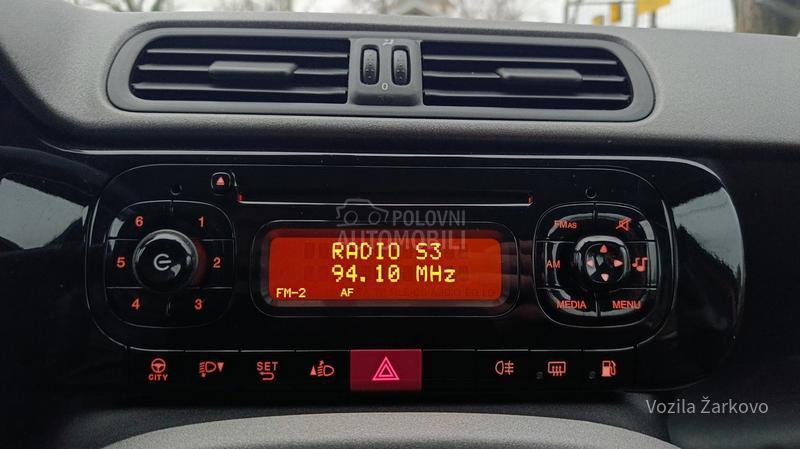 0
POLOVNI
AUTOMOBILI
6 1
5 2
4 3
RADIO S3
94.10 MHz
FM-2 AF
FMAS
AM
MEDIA MENU
CITY
SET
Vozila Žarkovo